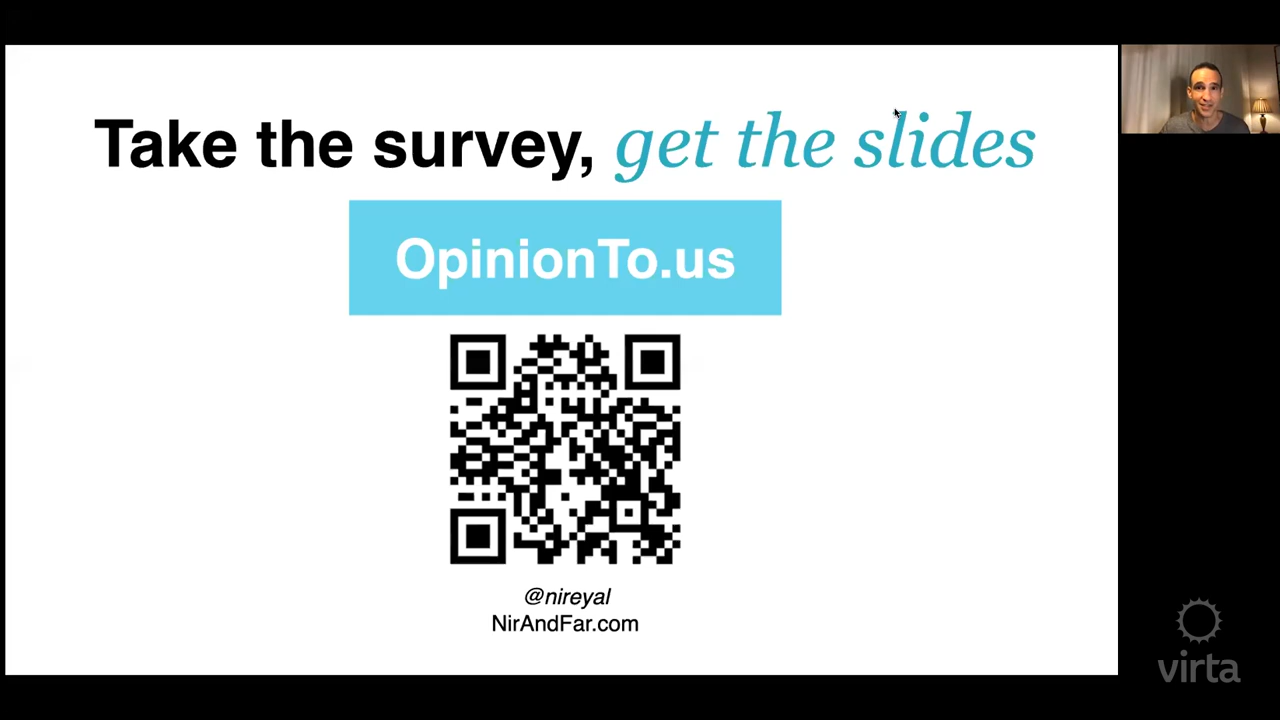 Take the survey, get the slides
OpinionTo.us
@nireyal
NirAndFar.com
virta